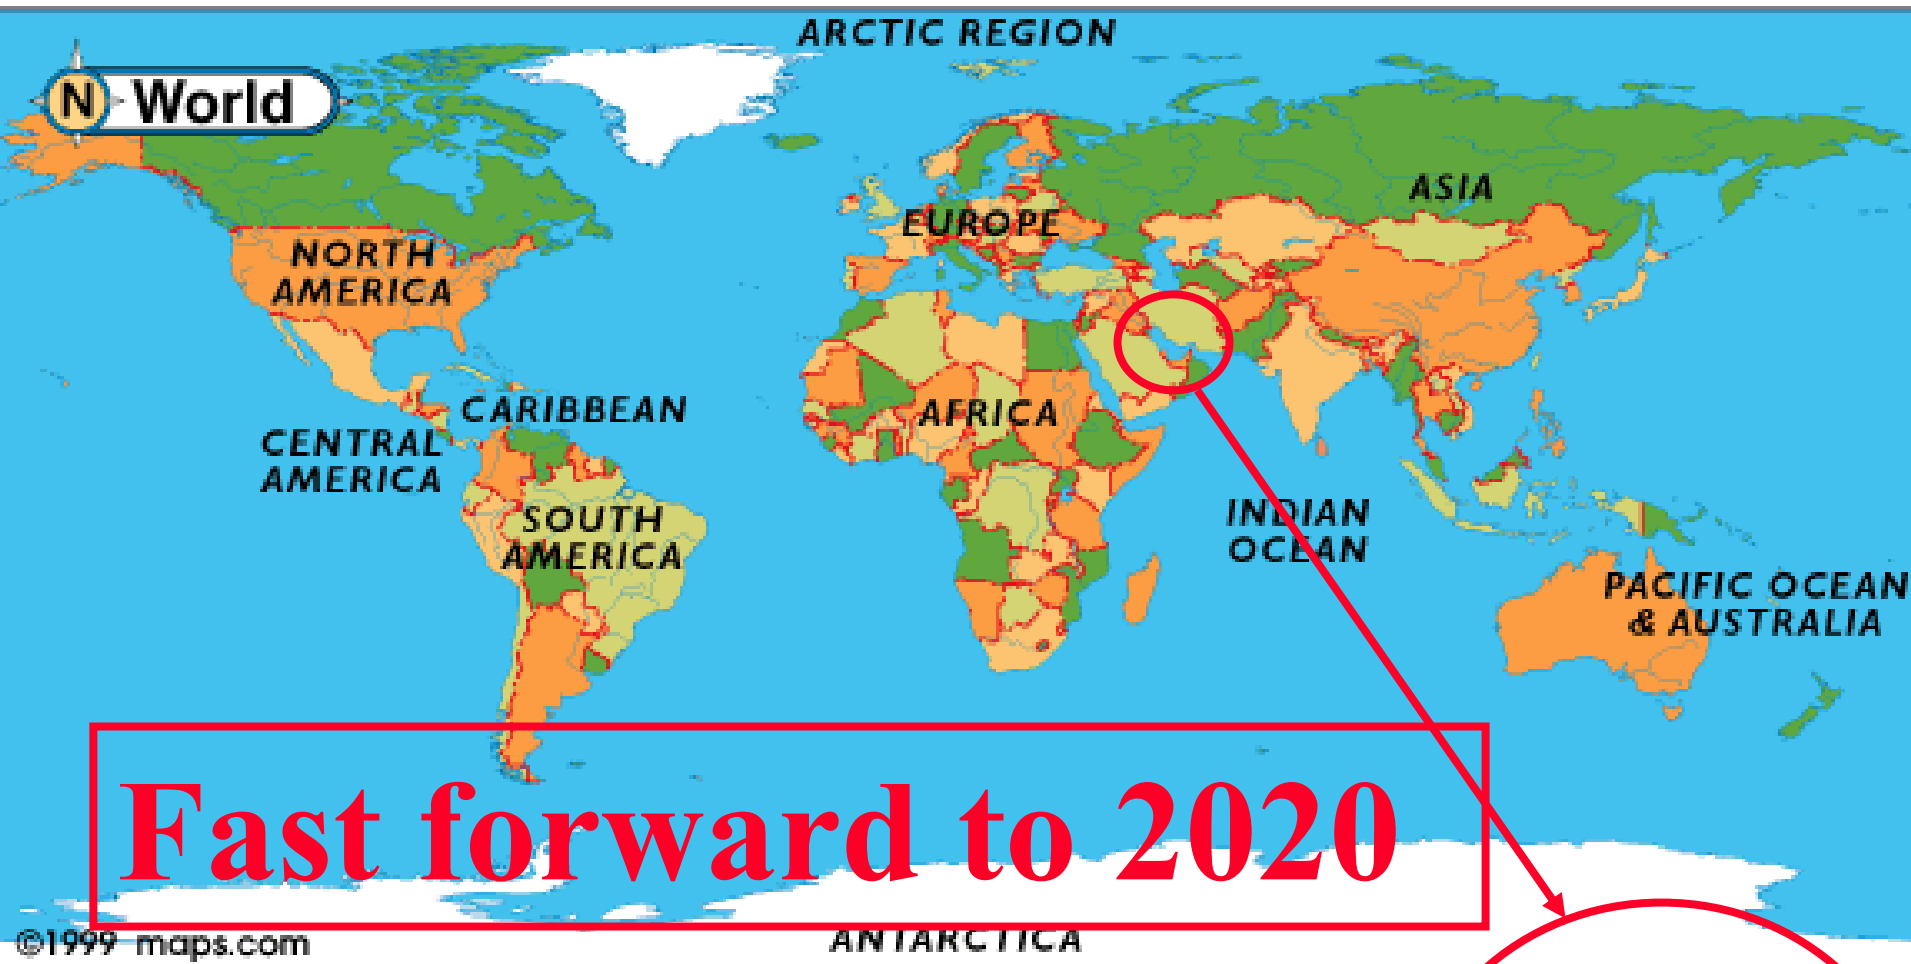 ARCTIC REGION
N World
ASIA
EUROPE
NORTH
AMERICA
CARIBBEAN
AFRICA
CENTRAL
AMERICA
SOUTH
AMERICA
INDIAN
OCEAN
PACIFIC OCEAN
& AUSTRALIA
Fast forward to 2020
©1999 maps.com
ANTARCTICA